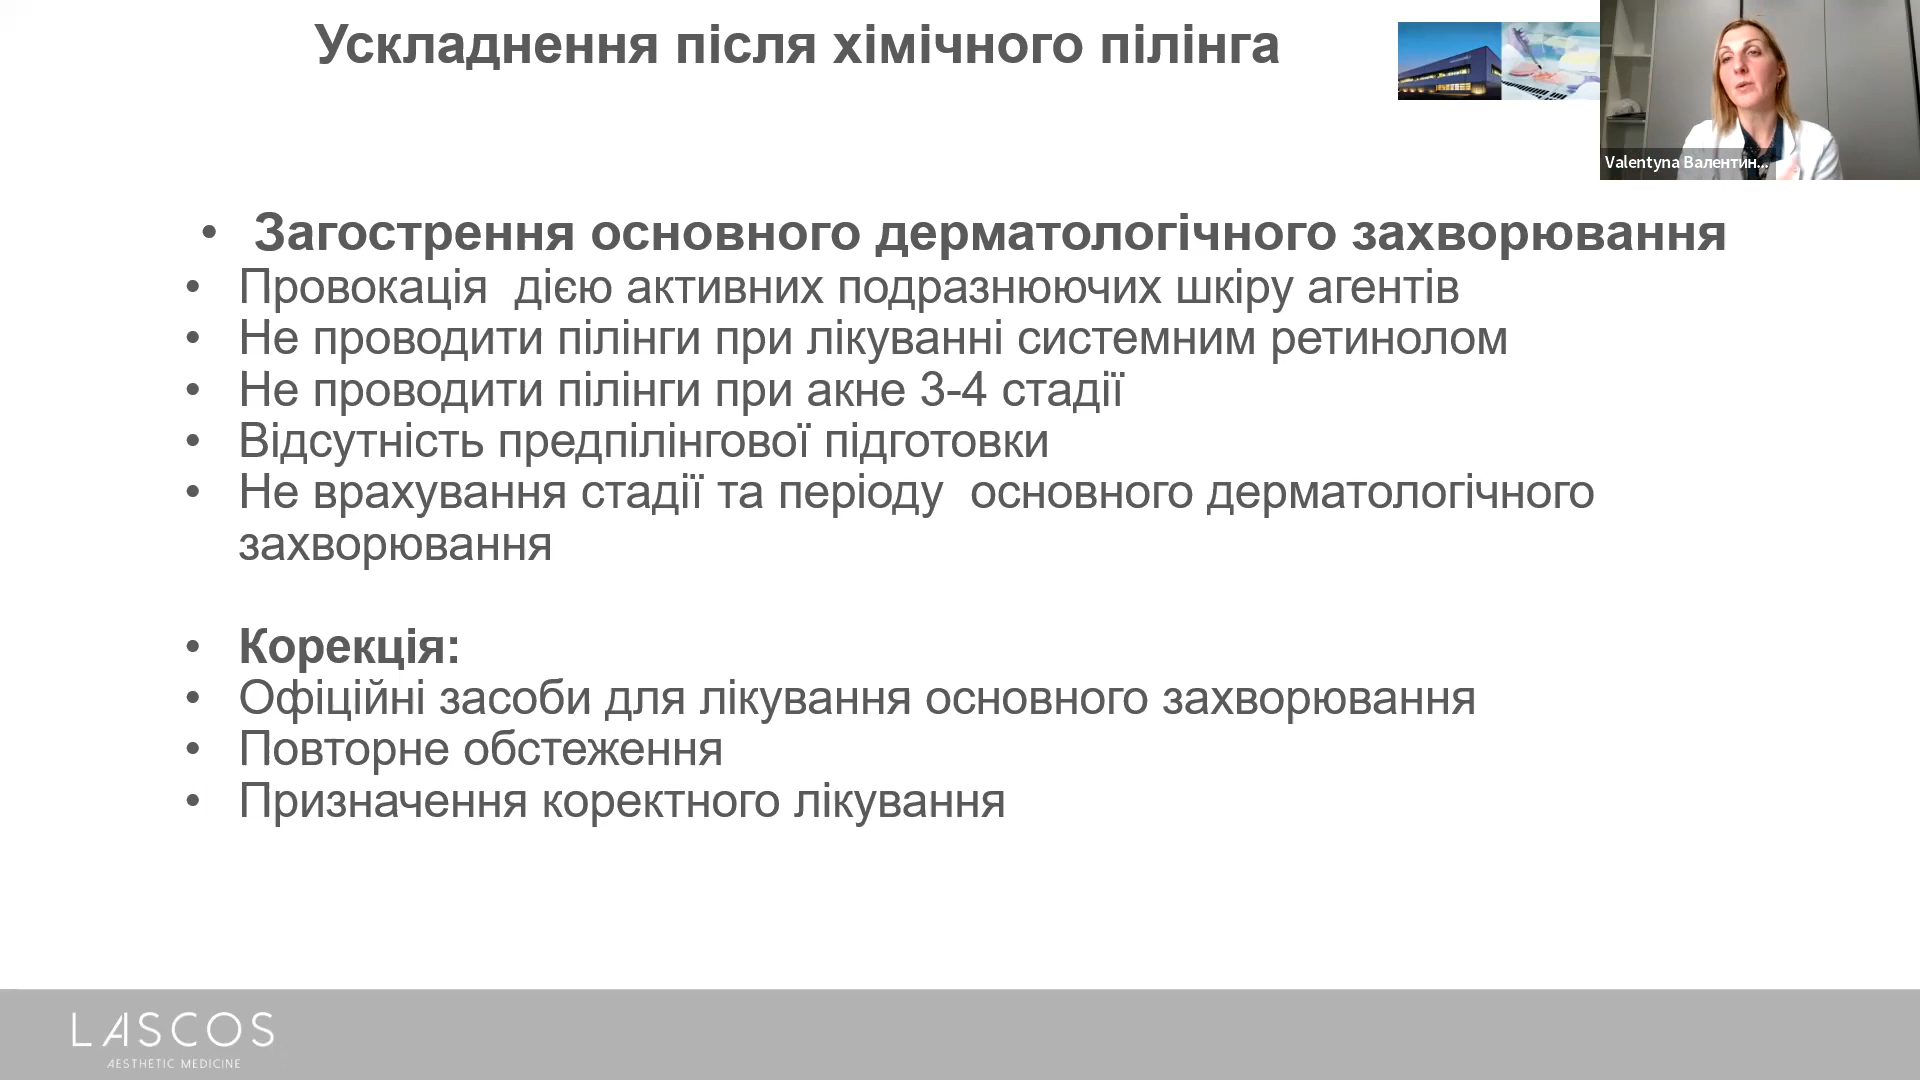 Ускладнення після хімічного пілінга
Valentyna Валентин...
• Загострення основного дерматологічного захворювання
• Провокація дією активних подразнюючих шкіру агентів
• Не проводити пілінги при лікуванні системним ретинолом
• Не проводити пілінги при акне 3-4 стадії
• Відсутність предпілінгової підготовки
• Не врахування стадії та періоду основного дерматологічного
захворювання
• Корекція:
• Офіційні засоби для лікування основного захворювання
• Повторне обстеження
• Призначення коректного лікування
LASCOS
AESTHETIC MEDICINE